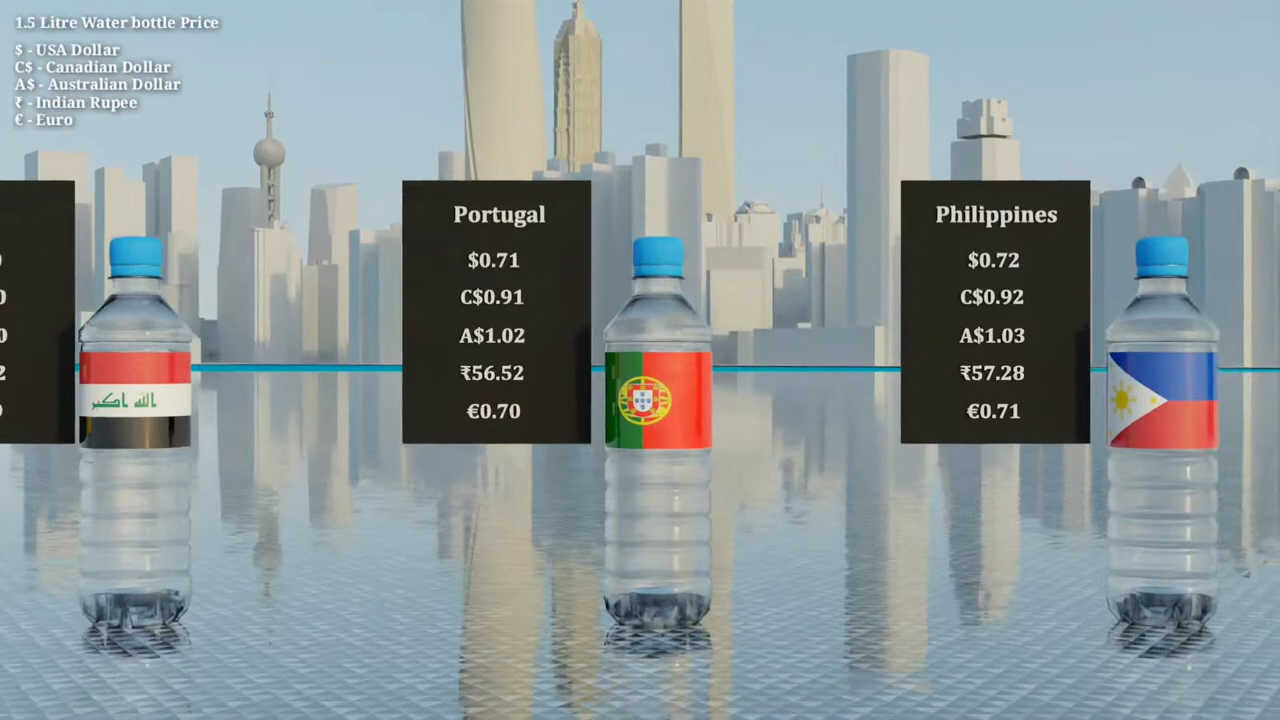 1.5 Litre Water bottle Price
$ - USA Dollar
C$ - Canadian Dollar
A$ - Australian Dollar
₹ - Indian Rupee
€ - Euro
الله اكبر
Portugal
$0.71
C$0.91
A$1.02
₹56.52
€0.70
Philippines
$0.72
C$0.92
A$1.03
₹57.28
€0.71